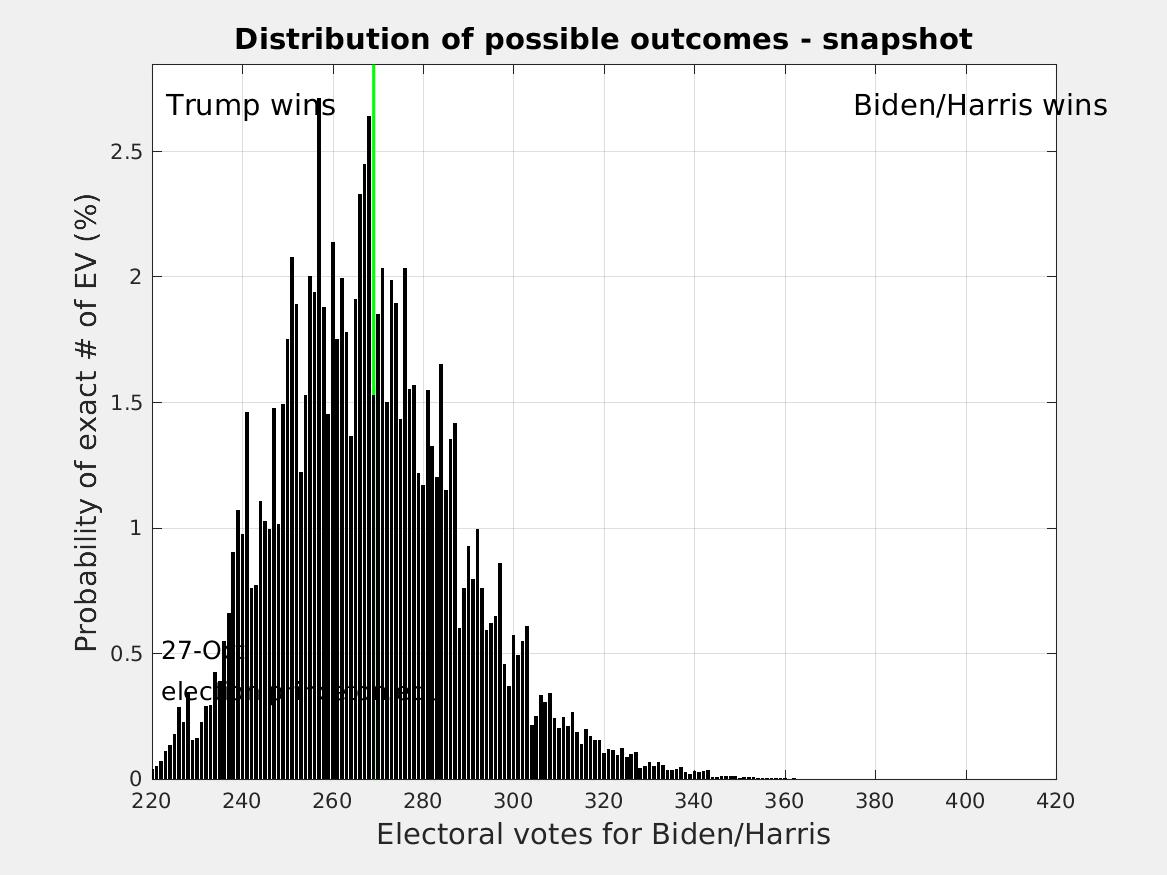 Distribution of possible outcomes - snapshot
Trump wins
Biden/Harris wins
Probability of exact # of EV (%)
2.5
2
1.5
1
0.5
0
27-Oct
220 240 260 280 300 320 340 360 380 400 420
Electoral votes for Biden/Harris